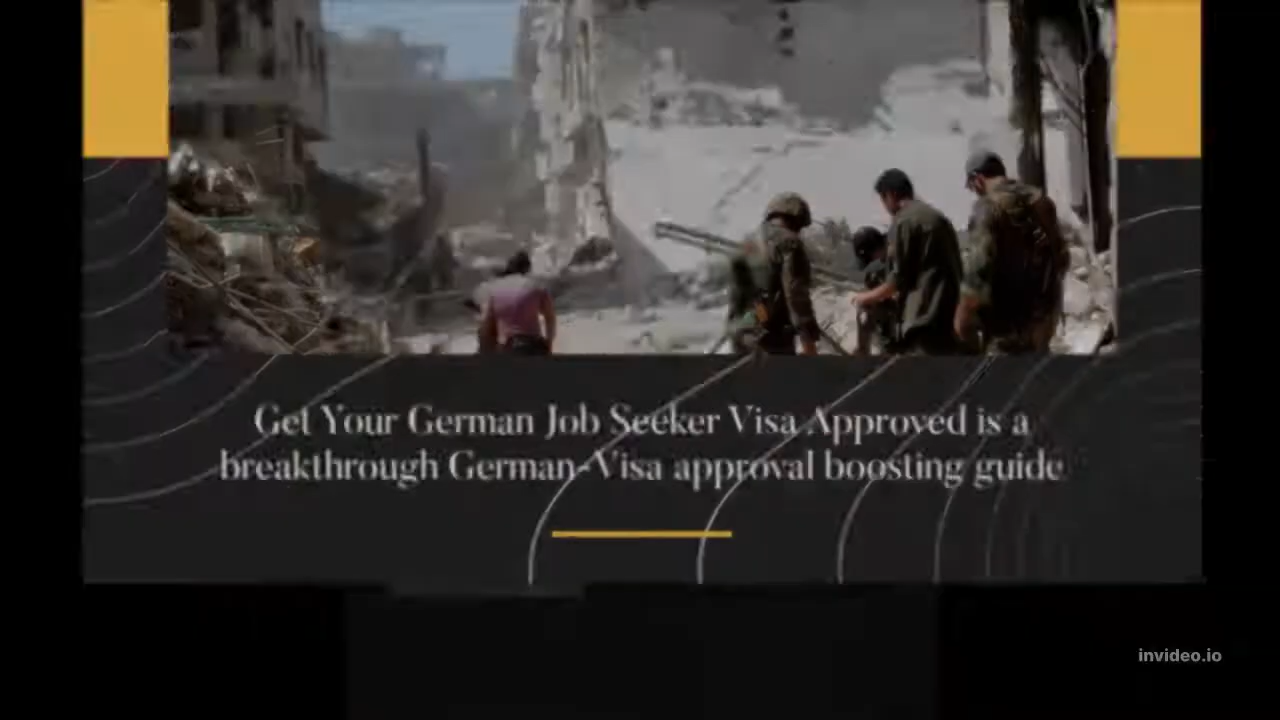 Get Your German Job Seeker Visa Approved is a
breakthrough German-Visa approval boosting guide
invideo.io